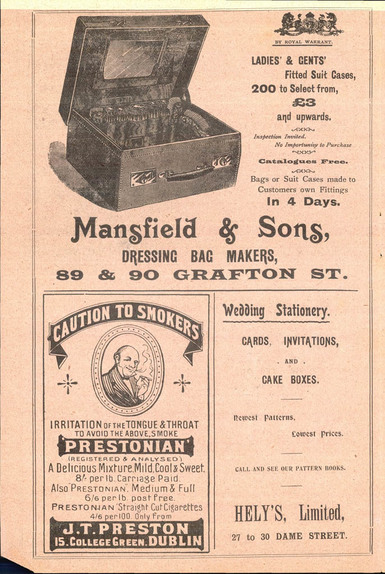 BY ROYAL WARRANT.
LADIES' & GENTS'
Fitted Suit Cases,
200 to Select from,
£3
and upwards.
Inspection Invited.
No Importunity to Purchase
Catalogues Free.
Bags or Suit Cases made to
Customers own Fittings
In 4 Days.
Mansfield & Sons,
DRESSING BAG MAKERS,
89 & 90 GRAFTON ST.
CAUTION TO SMOKERS
IRRITATION OF THE TONGUE & THROAT
TO AVOID THE ABOVE, SMOKE
PRESTONIAN
(REGISTERED & ANALYSED)
A Delicious Mixture, Mild, Cool & Sweet.
8/- per lb. Carriage Paid.
Also "PRESTONIAN", Medium & Full
6/6 per lb. post free.
PRESTONIAN Straight Cut Cigarettes
4/6 per 100. Only from
J.T. PRESTON
15. COLLEGE GREEN. DUBLIN
Wedding Stationery.
CARDS, INVITATIONS,
- AND -
CAKE BOXES.
Newest Patterns,
Lowest Prices.
CALL AND SEE OUR PATTERN BOOKS.
HELY'S, Limited,
27 to 30 DAME STREET.